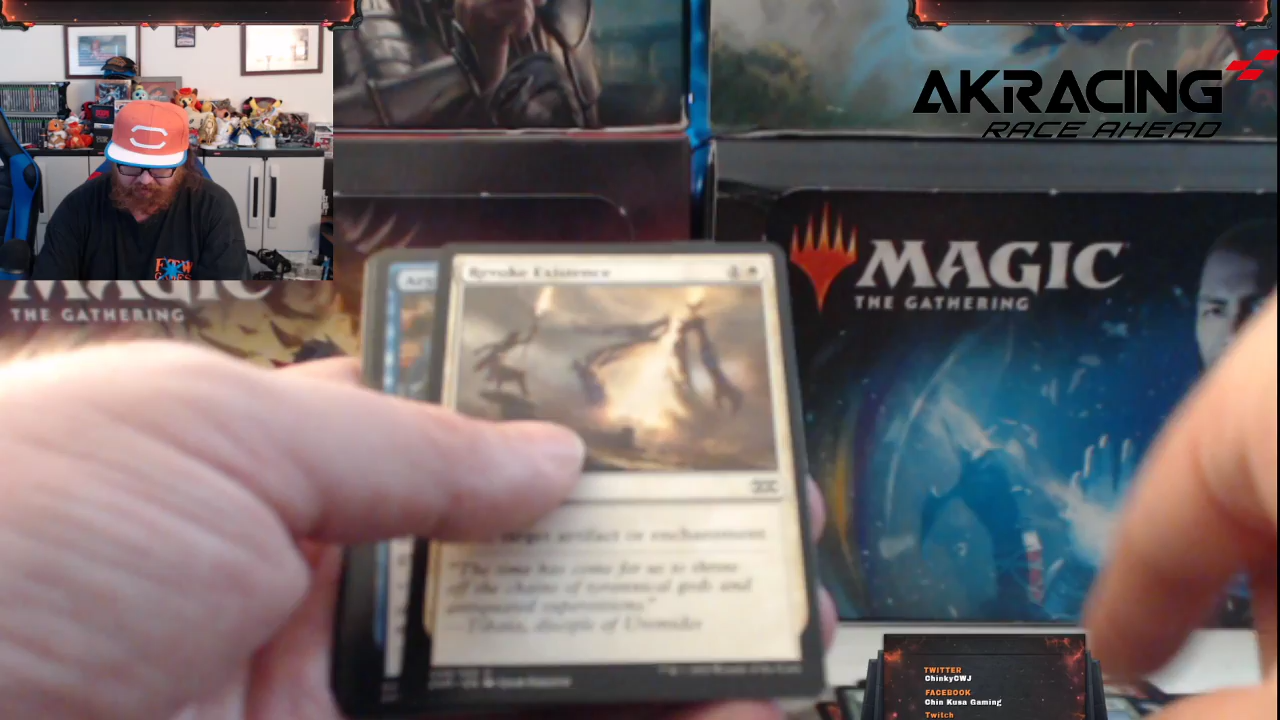 AKRACING
RACE AHEAD
MAGIC
THE GATHERING
MAGIC
THE GATHERING
Revoke Existence
target artifact or enchantment
"The time has come for us to throw
off the chains of tyrannical gods and
antiquated superstitions."
disciple of
TWITTER
ChinkyCWJ
FACEBOOK
Chin Kusa Gaming
Twitch